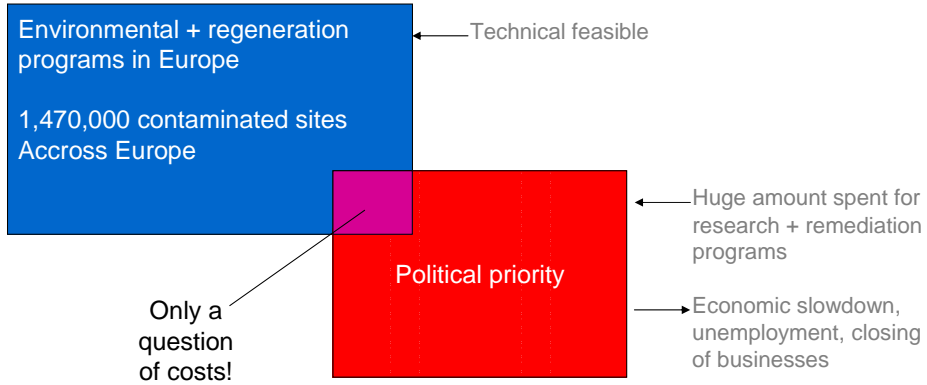 Environmental + regeneration
programs in Europe
1,470,000 contaminated sites
Accross Europe
Technical feasible
Political priority
Huge amount spent for
research + remediation
programs
Economic slowdown,
unemployment, closing
of businesses
Only a
question
of costs!